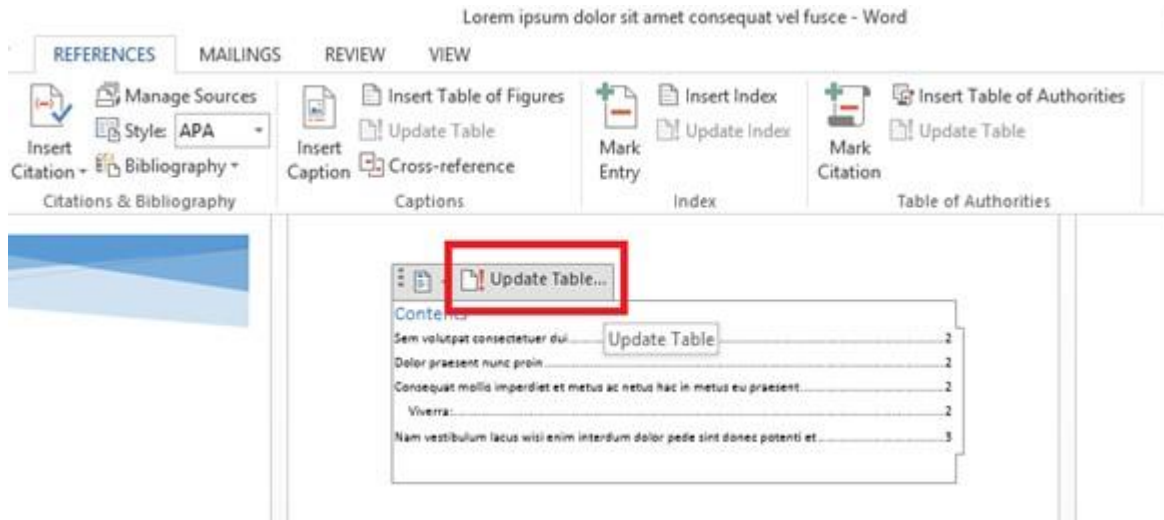 Lorem ipsum dolor sit amet consequat vel fusce - Word
REFERENCES MAILINGS REVIEW VIEW
Insert Citation
Manage Sources
Style: APA
Bibliography
Citations & Bibliography
Insert Caption
Insert Table of Figures
Update Table
Cross-reference
Captions
Mark Entry
Insert Index
Update Index
Index
Mark Citation
Insert Table of Authorities
Update Table
Table of Authorities
Update Table...
Contents
Update Table
Sem volutpat consectetuer dui 2
Dolor praesent nunc proin 2
Consequat mollis imperdiet et metus ac netus hac in metus eu praesent 2
Viverra: 2
Nam vestibulum lacus wisi enim interdum dolor pede sint donec potenti et 3